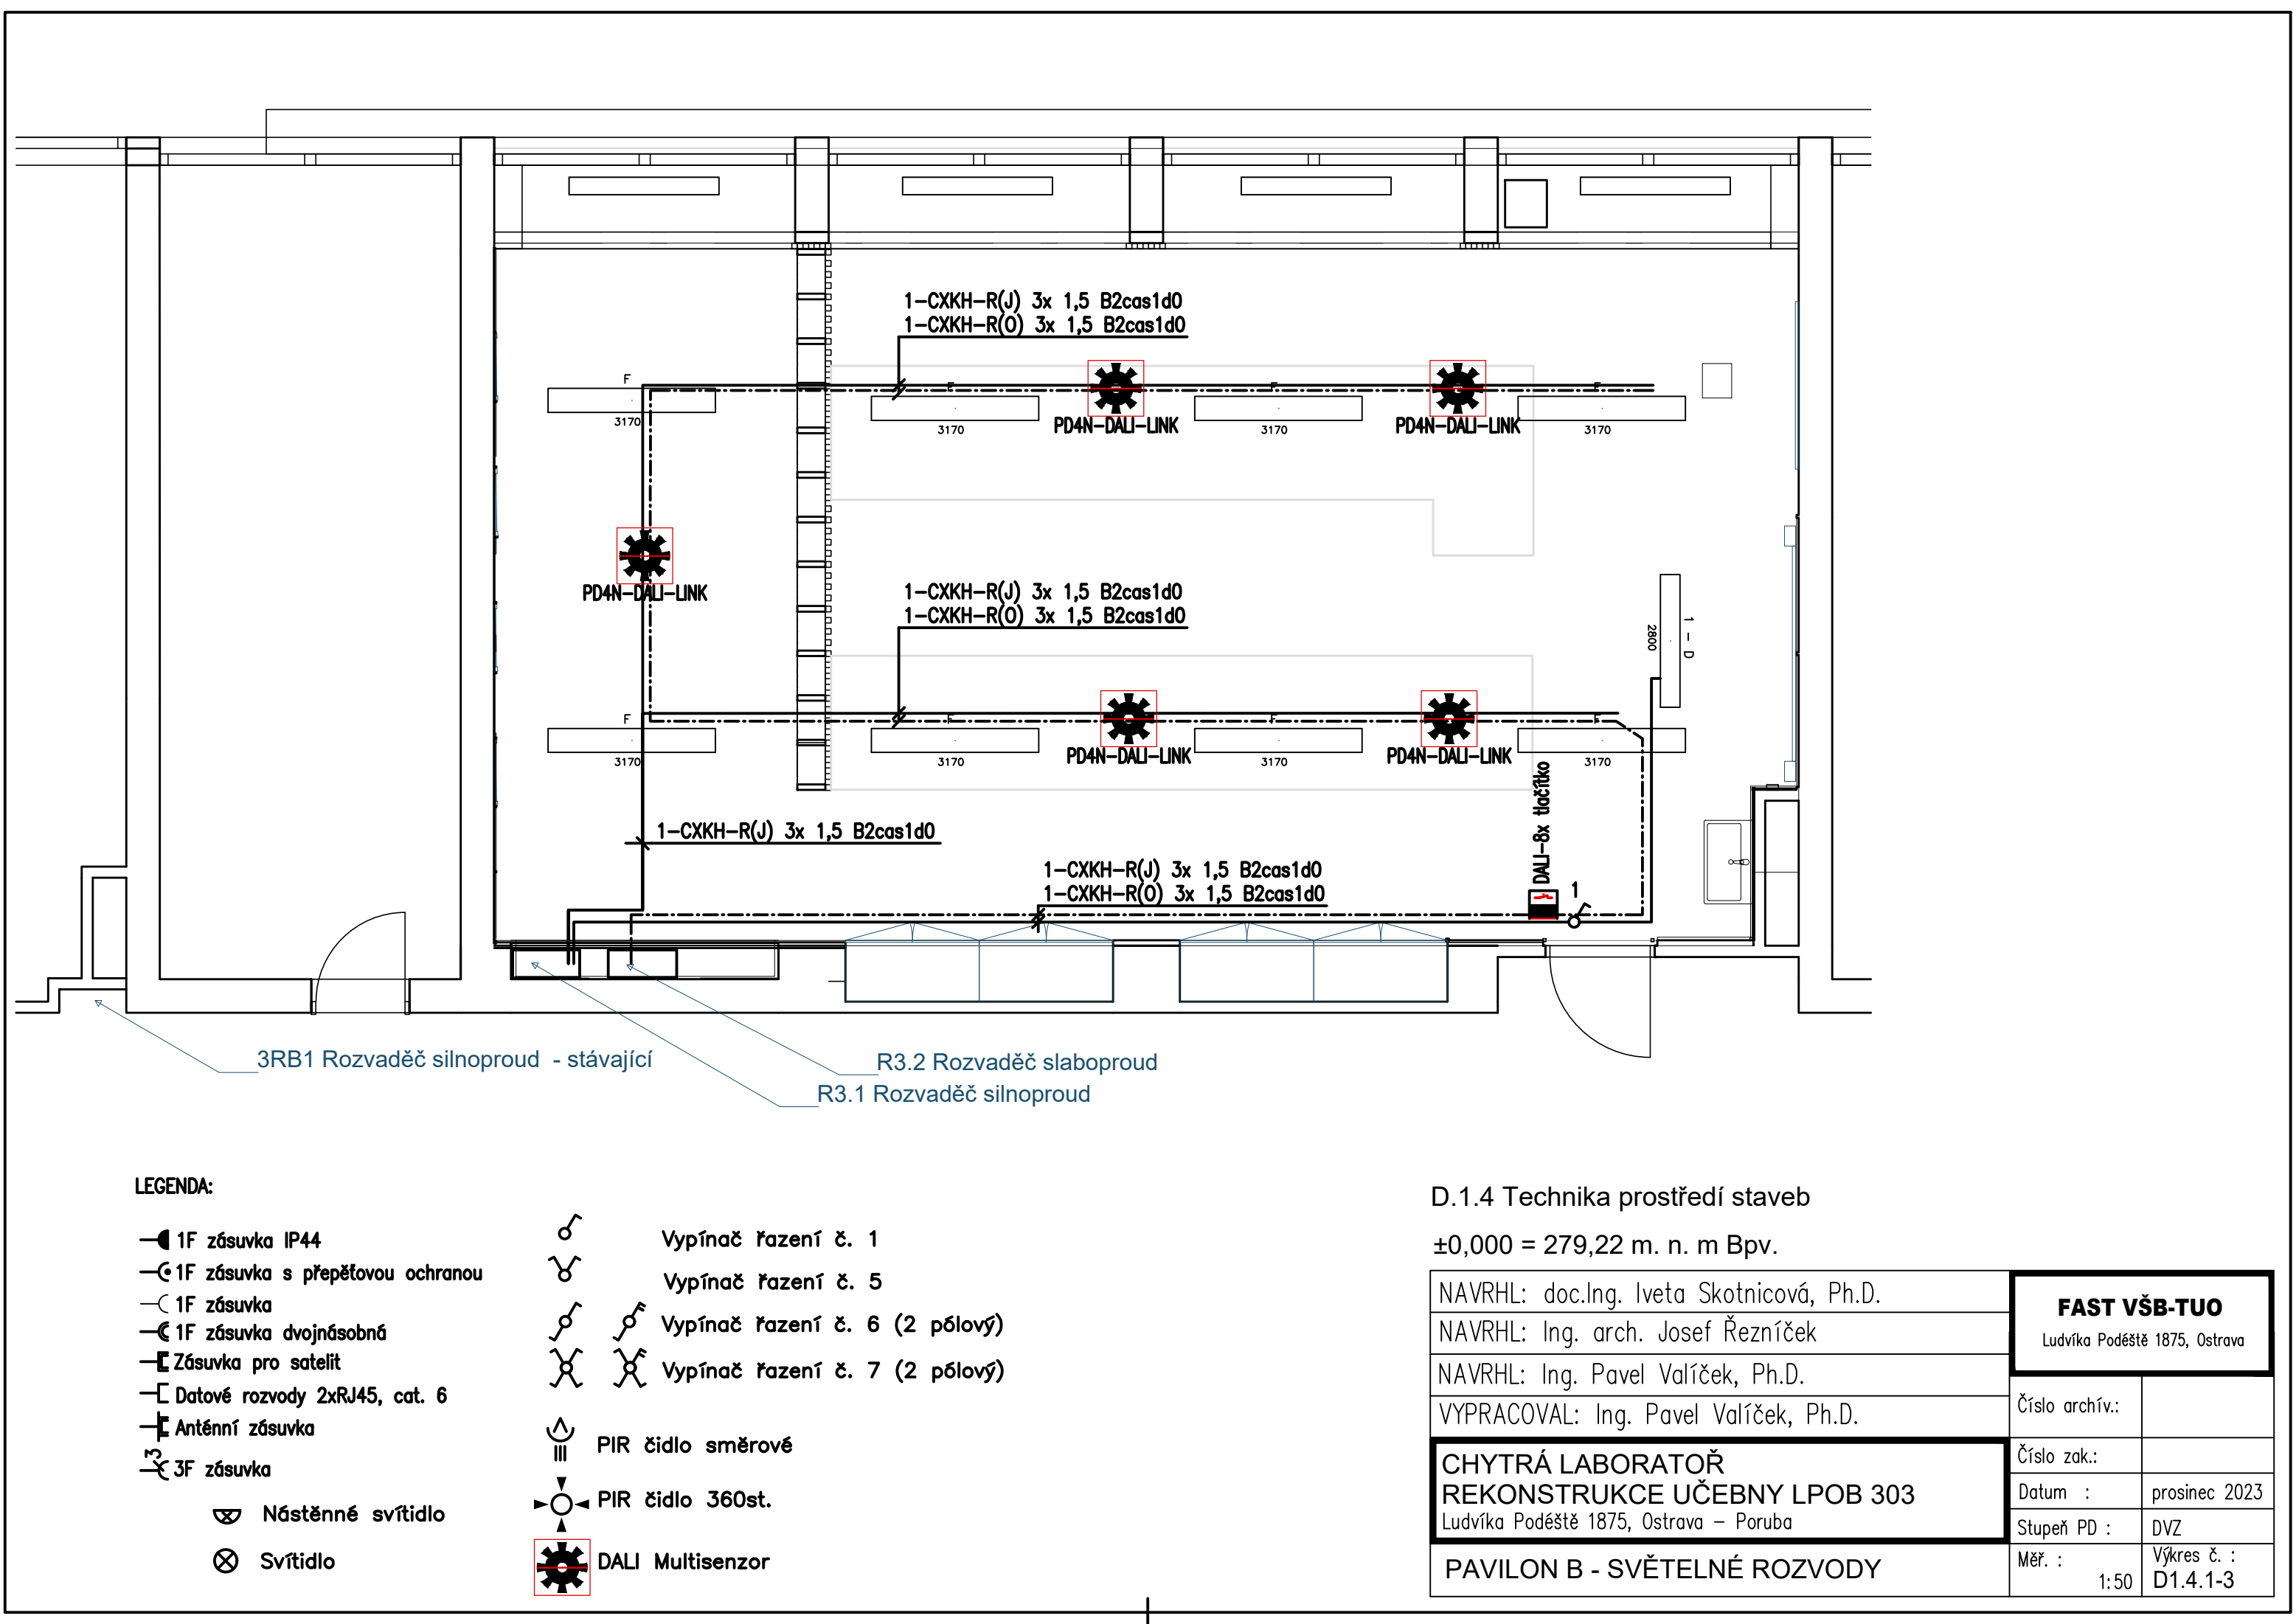 1-CXKH-R(J) 3x 1,5 B2cas1d0
1-CXKH-R(O) 3x 1,5 B2cas1d0
F
F
F
F
3170
3170
3170
3170
PD4N-DALI-LINK
PD4N-DALI-LINK
PD4N-DALI-LINK
1-CXKH-R(J) 3x 1,5 B2cas1d0
1-CXKH-R(O) 3x 1,5 B2cas1d0
1 - D
2800
F
F
F
F
PD4N-DALI-LINK
PD4N-DALI-LINK
3170
3170
3170
3170
DALI-8x tlačítko
1-CXKH-R(J) 3x 1,5 B2cas1d0
1-CXKH-R(J) 3x 1,5 B2cas1d0
1-CXKH-R(O) 3x 1,5 B2cas1d0
1
3RB1 Rozvaděč silnoproud - stávající
R3.2 Rozvaděč slaboproud
R3.1 Rozvaděč silnoproud
LEGENDA:
1F zásuvka IP44
1F zásuvka s přepěťovou ochranou
1F zásuvka
1F zásuvka dvojnásobná
Zásuvka pro satelit
Datové rozvody 2xRJ45, cat. 6
Anténní zásuvka
3
3F zásuvka
Nástěnné svítidlo
Svítidlo
Vypínač řazení č. 1
Vypínač řazení č. 5
Vypínač řazení č. 6 (2 pólový)
Vypínač řazení č. 7 (2 pólový)
PIR čidlo směrové
PIR čidlo 360st.
DALI Multisenzor
D.1.4 Technika prostředí staveb
±0,000 = 279,22 m. n. m Bpv.
NAVRHL: doc.Ing. Iveta Skotnicová, Ph.D.
NAVRHL: Ing. arch. Josef Řezníček
NAVRHL: Ing. Pavel Valíček, Ph.D.
VYPRACOVAL: Ing. Pavel Valíček, Ph.D.
CHYTRÁ LABORATOŘ
REKONSTRUKCE UČEBNY LPOB 303
Ludvíka Podéště 1875, Ostrava - Poruba
PAVILON B - SVĚTELNÉ ROZVODY
FAST VŠB-TUO
Ludvíka Podéště 1875, Ostrava
Číslo archív.:
Číslo zak.:
Datum : prosinec 2023
Stupeň PD : DVZ
Měř. : 1:50
Výkres č. :
D1.4.1-3